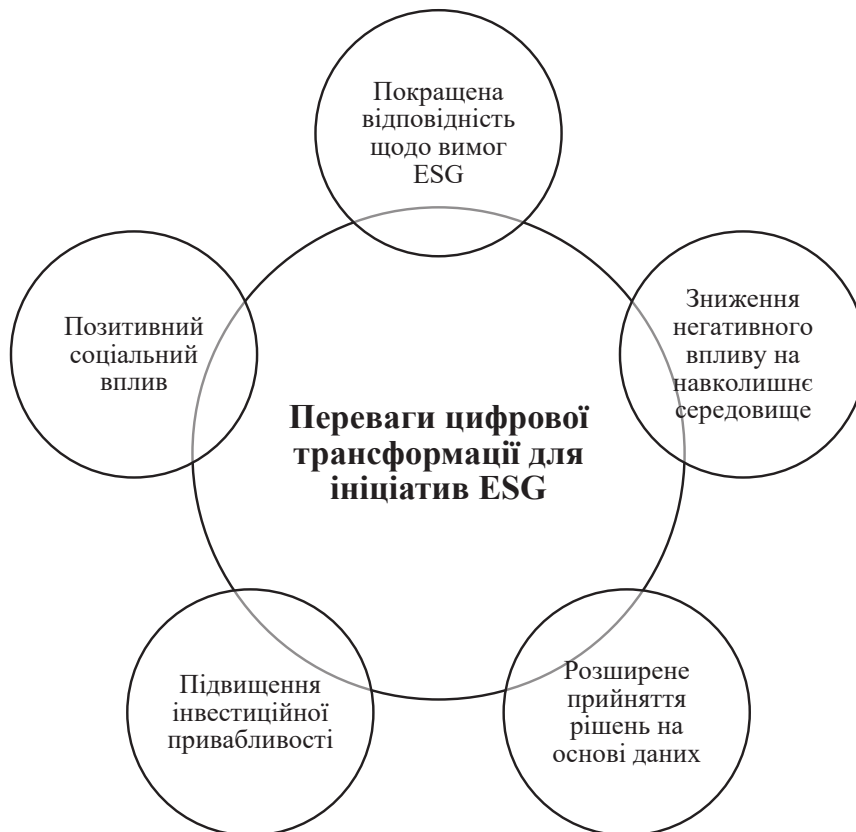 Покращена
відповідність
щодо вимог
ESG
Зниження
негативного
впливу на
навколишнє
середовище
Позитивний
соціальний
вплив
Переваги цифрової
трансформації для
ініціатив ESG
Розширене
прийняття
рішень на
основі даних
Підвищення
інвестиційної
привабливості